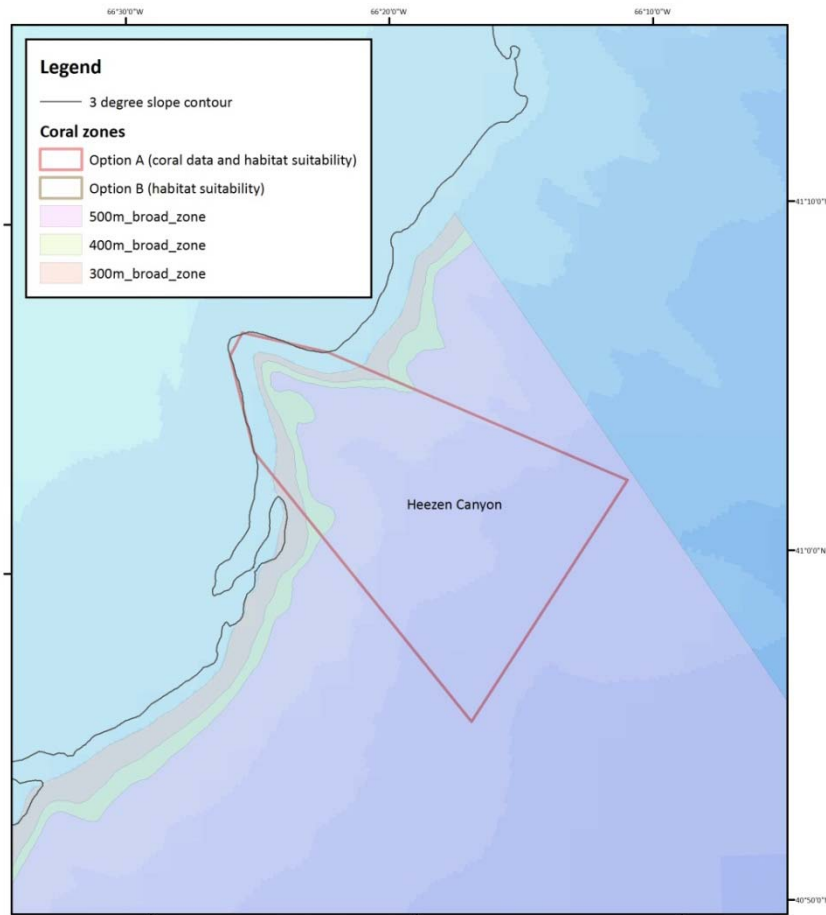 66°30'0"W
66°20'0"W
66°10'0"W
Legend
3 degree slope contour
Coral zones
Option A (coral data and habitat suitability)
Option B (habitat suitability)
500m_broad_zone
400m_broad_zone
300m_broad_zone
41°10'0"N
Heezen Canyon
41°0'0"N
40°50'0"N